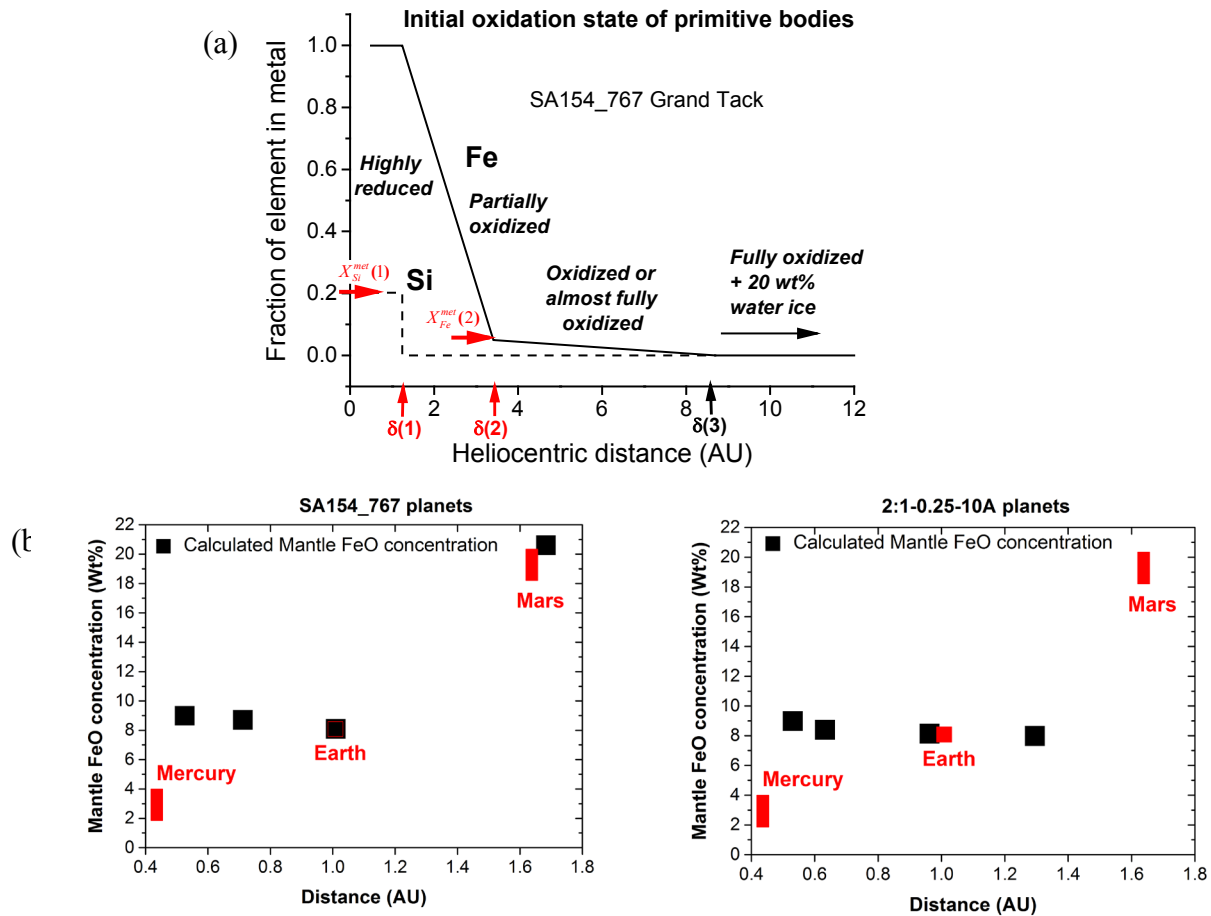 (a)
Initial oxidation state of primitive bodies
SA154_767 Grand Tack
Fraction of element in metal
1.0
0.8
0.6
0.4
0.2
0.0
Fe
Highly
reduced
Partially
oxidized
X_Si^met(1)
Si
X_Fe^met(2)
Oxidized or
almost fully
oxidized
Fully oxidized
+ 20 wt%
water ice
0 2 4 6 8 10 12
δ(1) δ(2) δ(3)
Heliocentric distance (AU)
(b
SA154_767 planets
Calculated Mantle FeO concentration
Mantle FeO concentration (Wt%)
22
20
18
16
14
12
10
8
6
4
2
0
Mars
Earth
Mercury
0.4 0.6 0.8 1.0 1.2 1.4 1.6 1.8
Distance (AU)
2:1-0.25-10A planets
Calculated Mantle FeO concentration
Mantle FeO concentration (Wt%)
22
20
18
16
14
12
10
8
6
4
2
0
Mars
Earth
Mercury
0.4 0.6 0.8 1.0 1.2 1.4 1.6 1.8
Distance (AU)